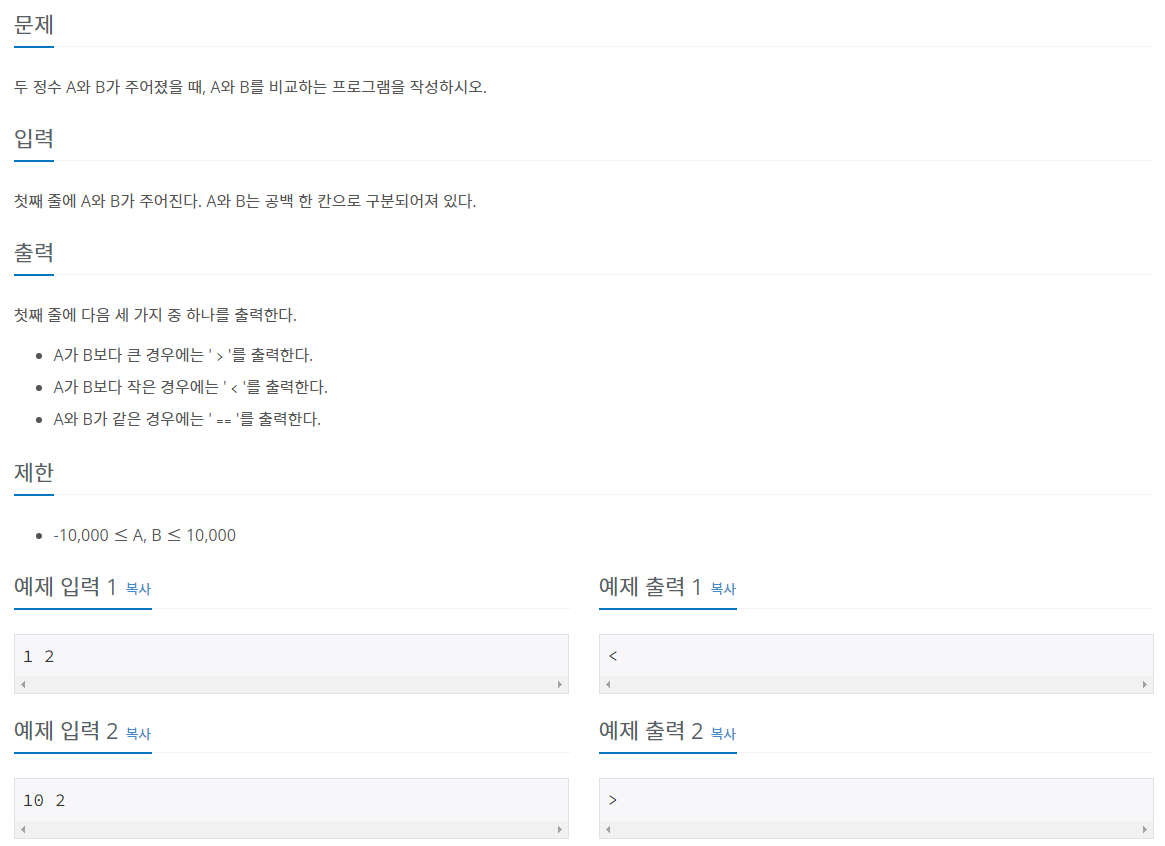 문제
두 정수 A와 B가 주어졌을 때, A와 B를 비교하는 프로그램을 작성하시오.
입력
첫째 줄에 A와 B가 주어진다. A와 B는 공백 한 칸으로 구분되어져 있다.
출력
첫째 줄에 다음 세 가지 중 하나를 출력한다.
• A가 B보다 큰 경우에는 ' > '를 출력한다.
• A가 B보다 작은 경우에는 ' < '를 출력한다.
• A와 B가 같은 경우에는 ' == '를 출력한다.
제한
• -10,000 ≤ A, B ≤ 10,000
예제 입력 1 복사
1 2
예제 출력 1 복사
<
예제 입력 2 복사
10 2
예제 출력 2 복사
>